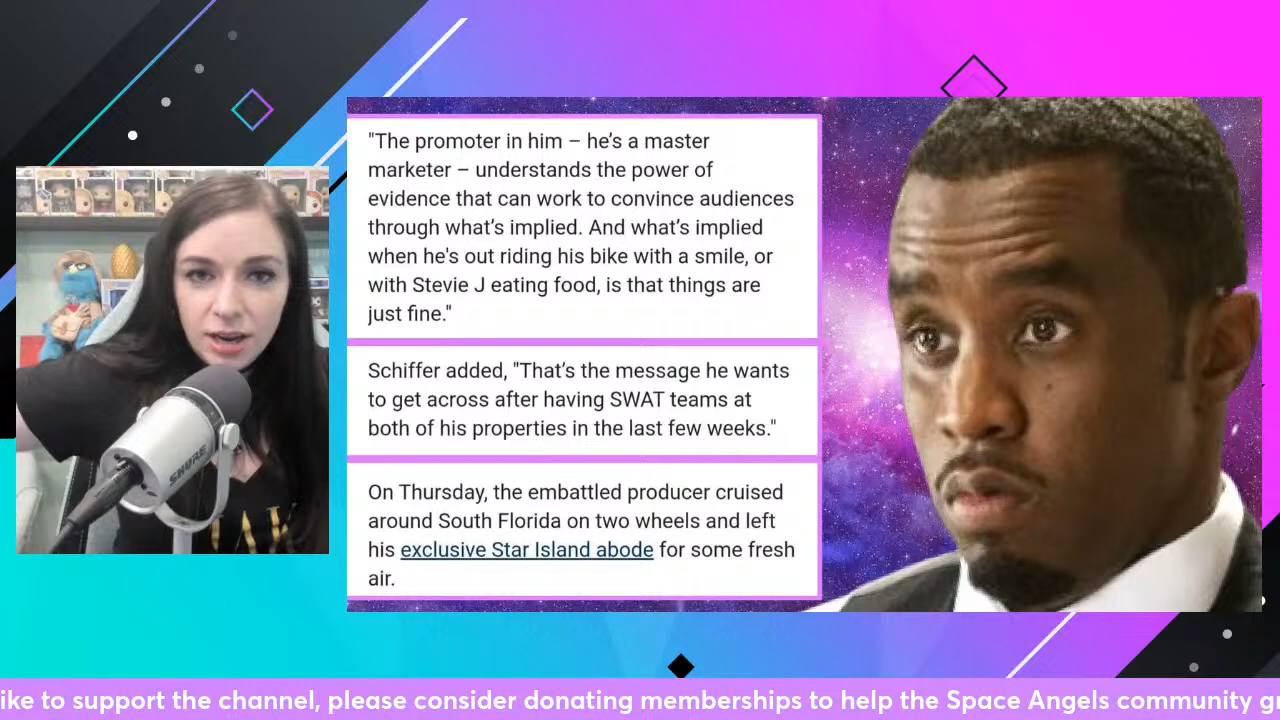 "The promoter in him – he's a master
marketer – understands the power of
evidence that can work to convince audiences
through what's implied. And what's implied
when he's out riding his bike with a smile, or
with Stevie J eating food, is that things are
just fine."
Schiffer added, "That's the message he wants
to get across after having SWAT teams at
both of his properties in the last few weeks."
On Thursday, the embattled producer cruised
around South Florida on two wheels and left
his exclusive Star Island abode for some fresh
air.
SHURE
ike to support the channel, please consider donating memberships to help the Space Angels community g